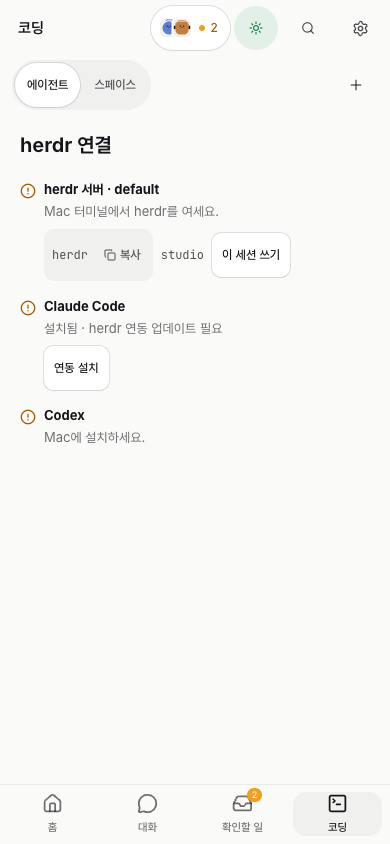 코딩
2
에이전트
스페이스
herdr 연결
herdr 서버 · default
Mac 터미널에서 herdr를 여세요.
herdr 복사 studio 이 세션 쓰기
Claude Code
설치됨 · herdr 연동 업데이트 필요
연동 설치
Codex
Mac에 설치하세요.
2
홈 대화 확인할 일 코딩